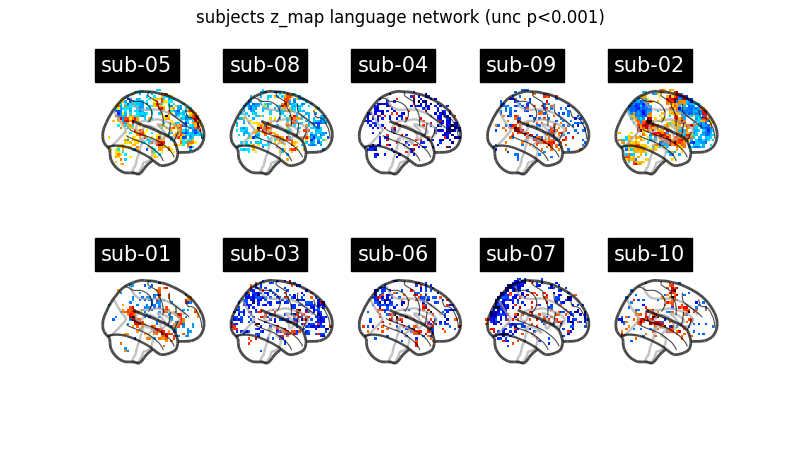 subjects z_map language network (unc p<0.001)
sub-05
sub-08
sub-04
sub-09
sub-02
sub-01
sub-03
sub-06
sub-07
sub-10